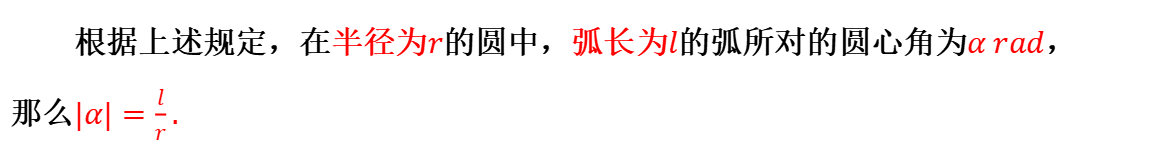 根据上述规定，在半径为r的圆中，弧长为l的弧所对的圆心角为α rad，
那么|α| = l/r.